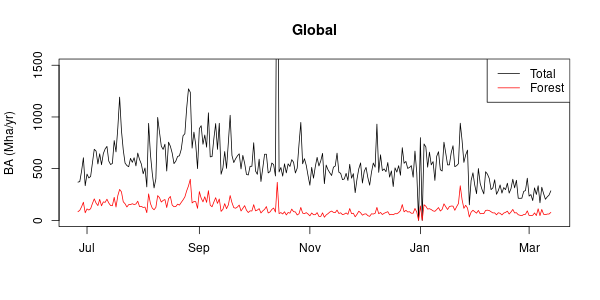 Global
BA (Mha/yr)
1500
1000
500
0
Total
Forest
Jul Sep Nov Jan Mar